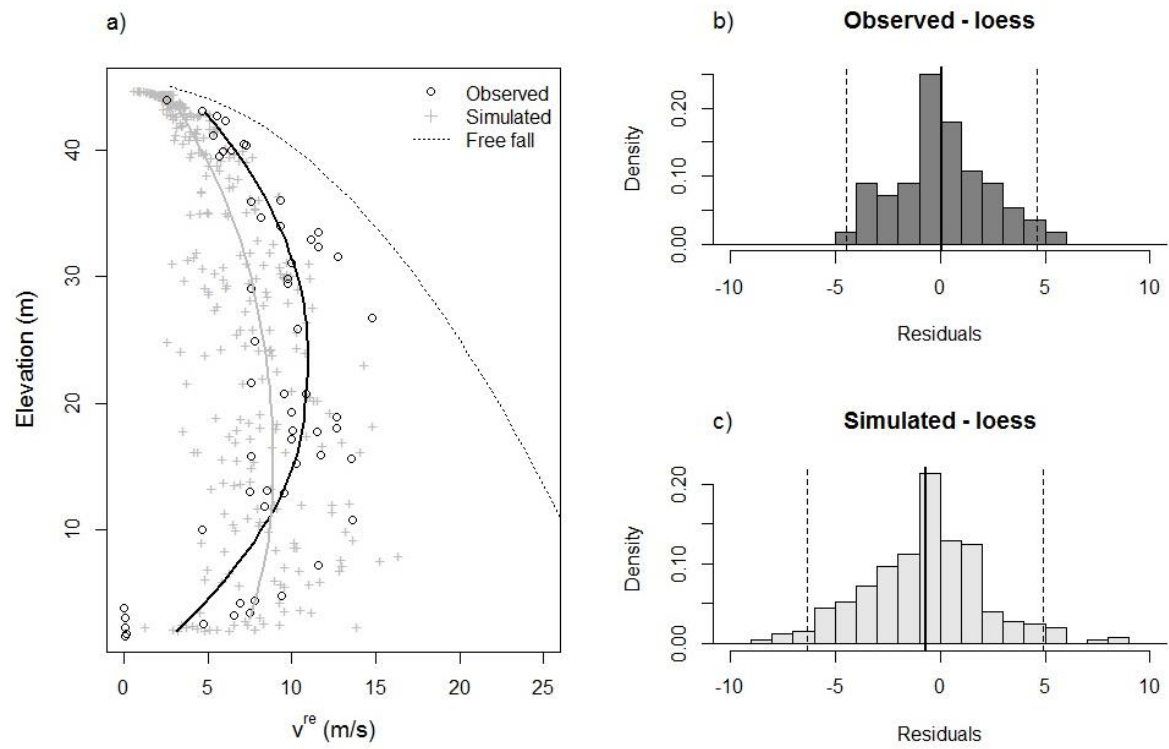 a)
Observed
Simulated
Free fall
40
30
20
10
Elevation (m)
0 5 10 15 20 25
v^re (m/s)
b) Observed - loess
0.20
0.10
0.00
Density
-10 -5 0 5 10
Residuals
c) Simulated - loess
0.20
0.10
0.00
Density
-10 -5 0 5 10
Residuals